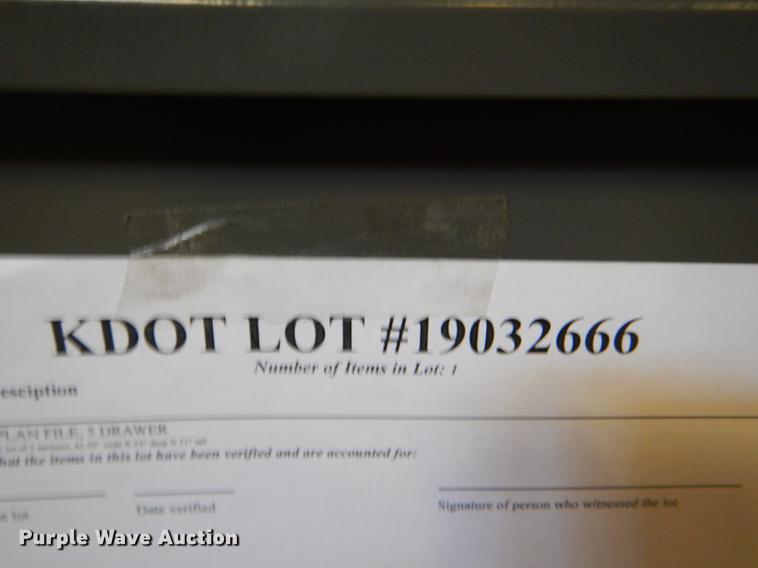 KDOT LOT #19032666
Number of Items in Lot: 1
esciption
PLAN FILE, 5 DRAWER
hat the items in this lot have been verified and are accounted for:
e lot Date verified Signature of person who witnessed the lot
Purple Wave Auction